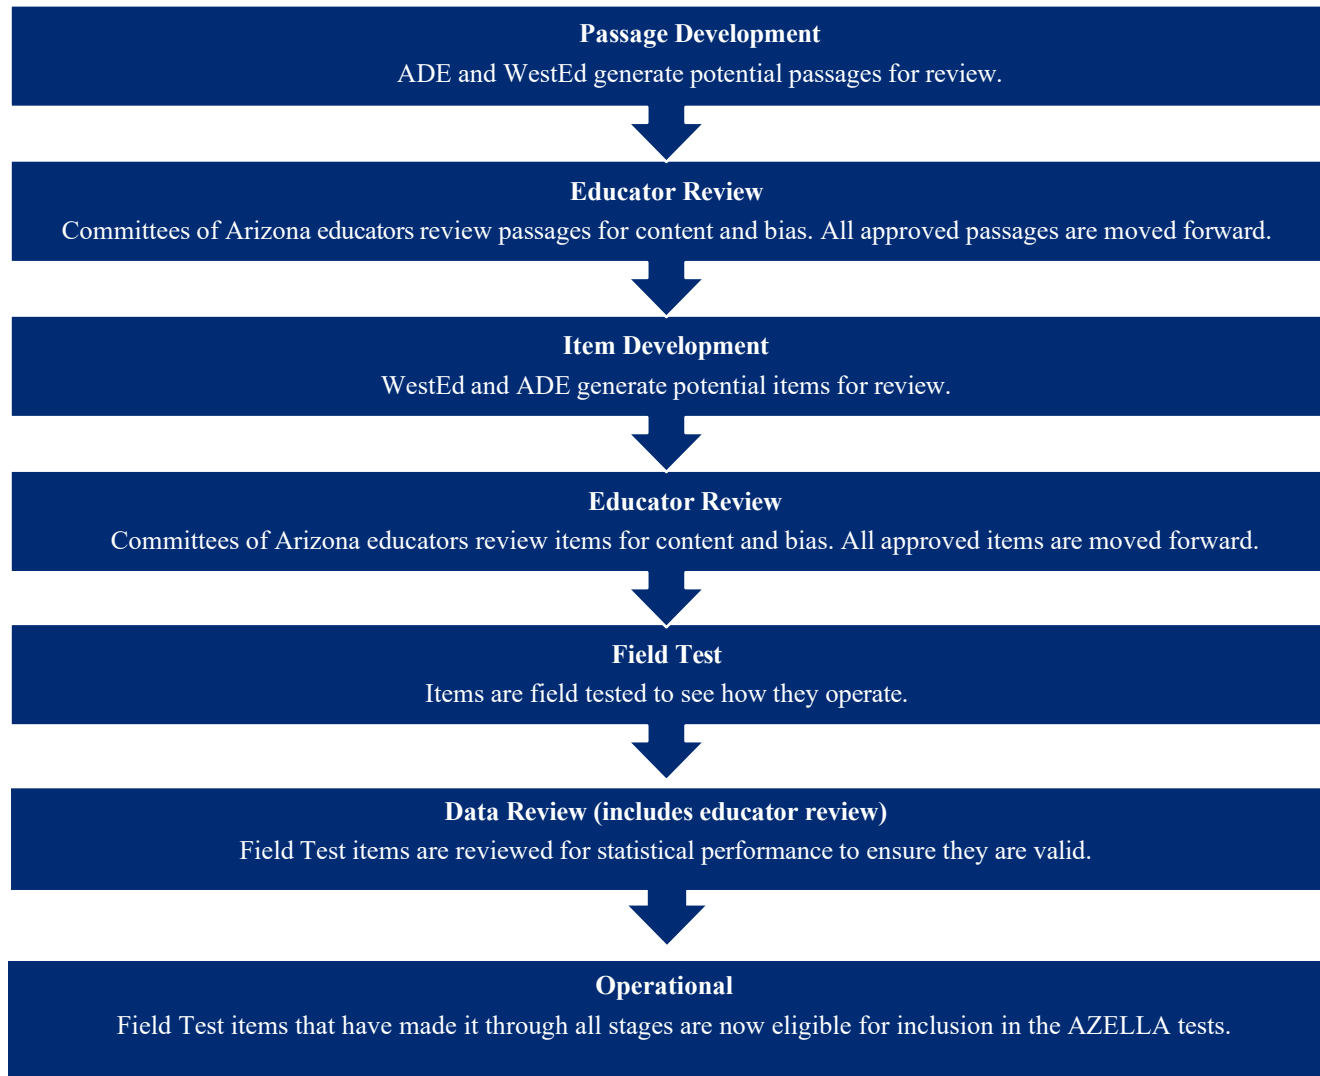 Passage Development
ADE and WestEd generate potential passages for review.
Educator Review
Committees of Arizona educators review passages for content and bias. All approved passages are moved forward.
Item Development
WestEd and ADE generate potential items for review.
Educator Review
Committees of Arizona educators review items for content and bias. All approved items are moved forward.
Field Test
Items are field tested to see how they operate.
Data Review (includes educator review)
Field Test items are reviewed for statistical performance to ensure they are valid.
Operational
Field Test items that have made it through all stages are now eligible for inclusion in the AZELLA tests.